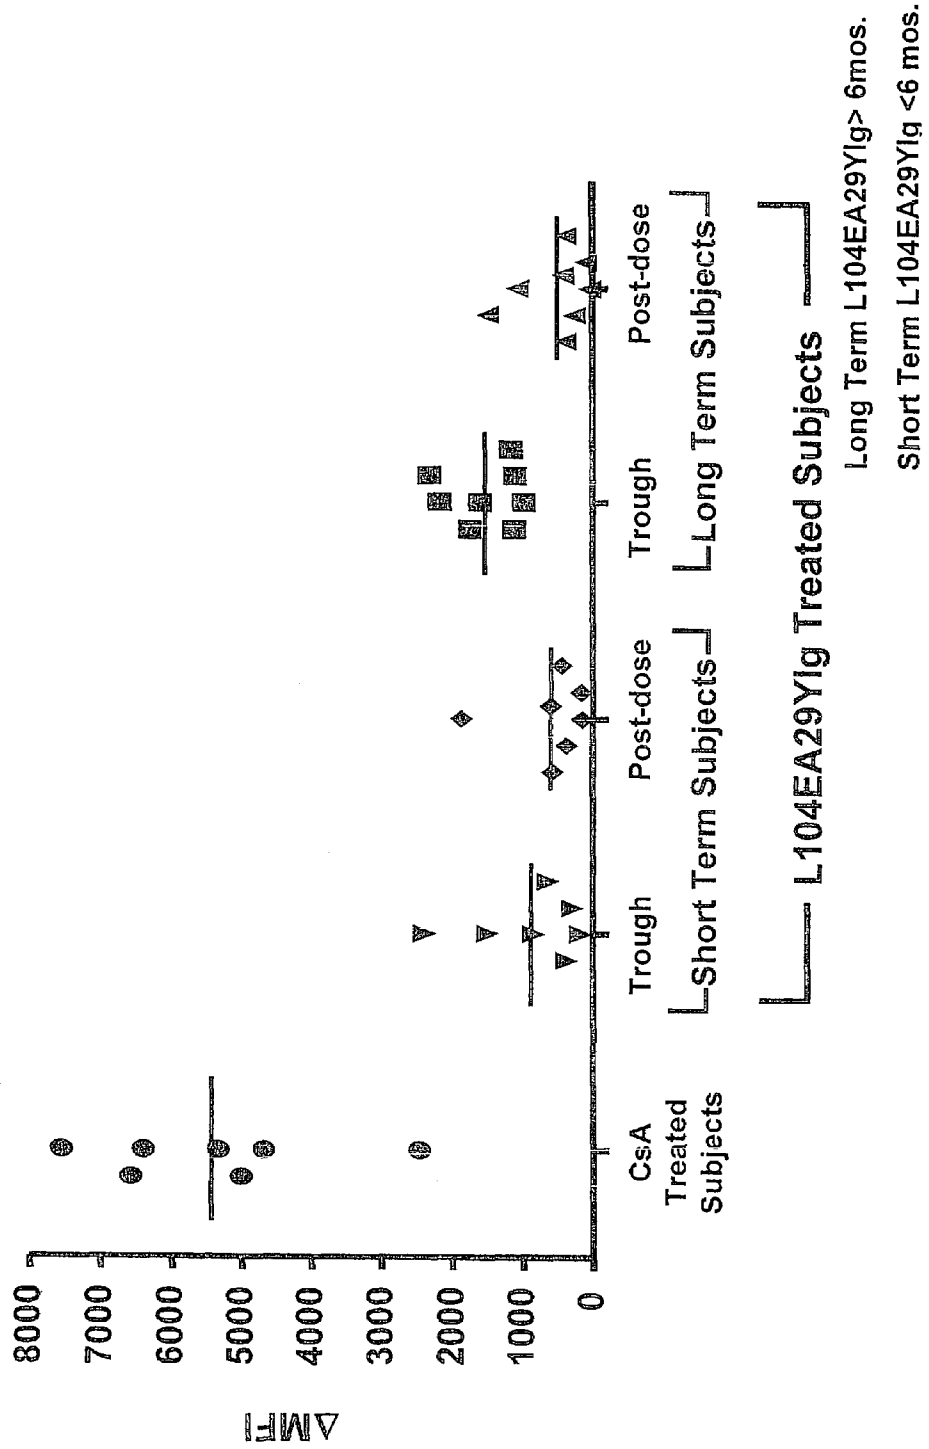 ΔMFI
8000
7000
6000
5000
4000
3000
2000
1000
0
CsA
Treated
Subjects
Trough
Post-dose
Trough
Post-dose
Short Term Subjects
Long Term Subjects
L104EA29YIg Treated Subjects
Long Term L104EA29YIg> 6mos.
Short Term L104EA29YIg <6 mos.